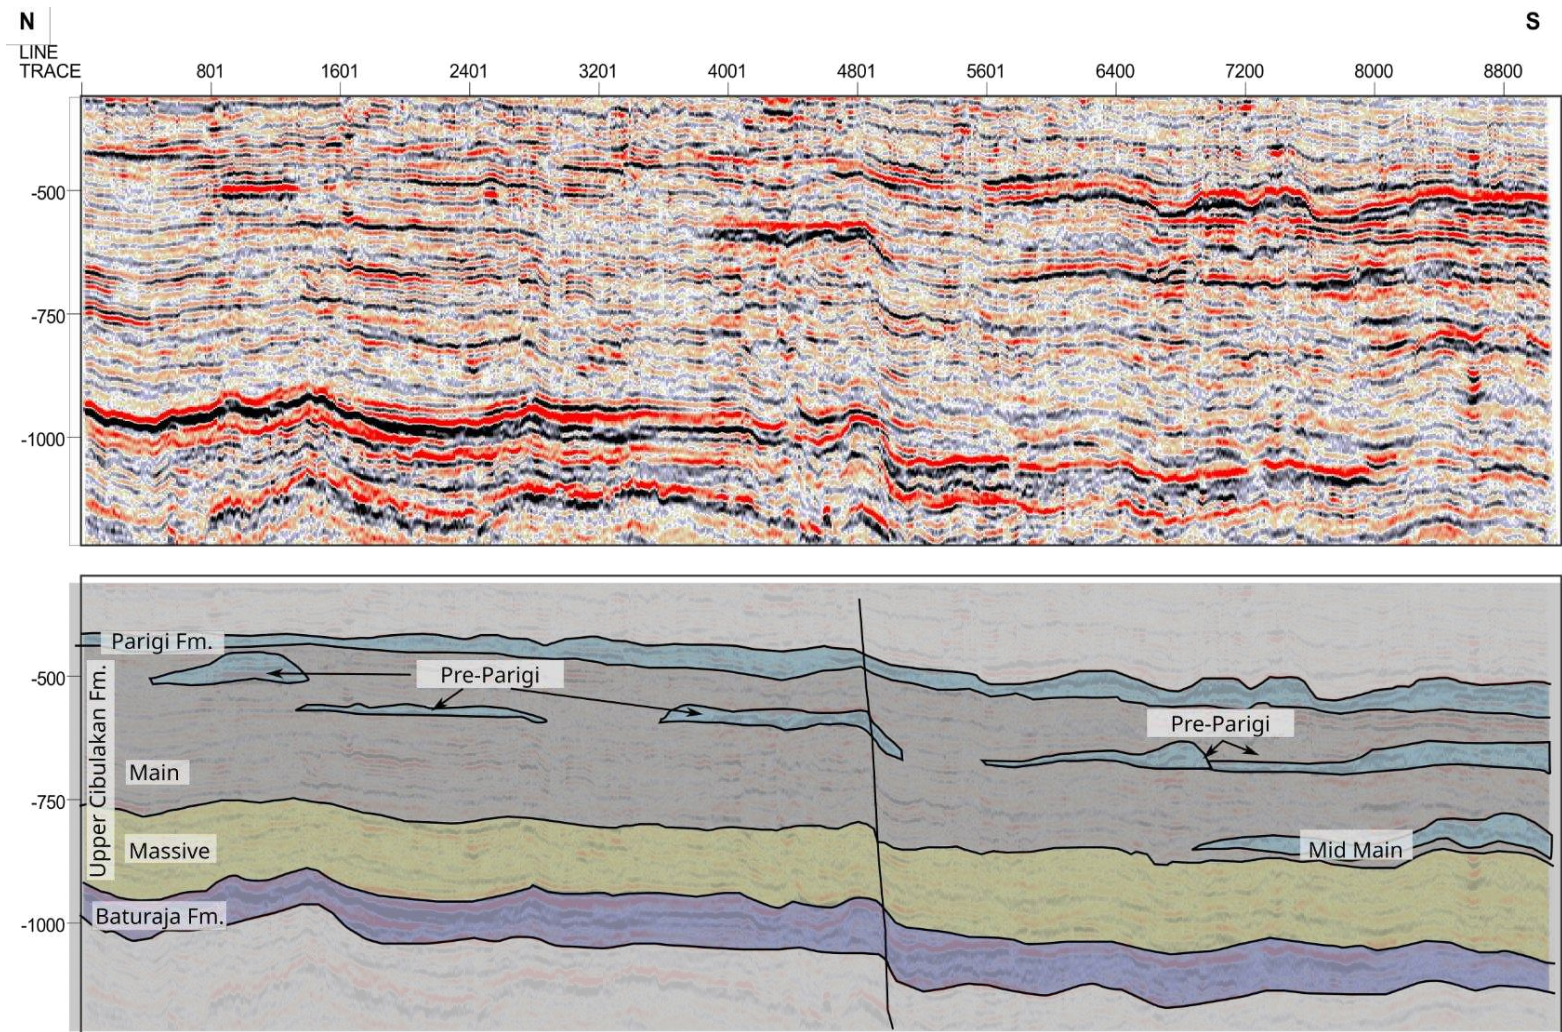 N S
LINE
TRACE 801 1601 2401 3201 4001 4801 5601 6400 7200 8000 8800
-500
-750
-1000
Parigi Fm.
-500
Pre-Parigi
Pre-Parigi
Upper Cibulakan Fm.
Main
-750
Massive
Mid Main
Baturaja Fm.
-1000